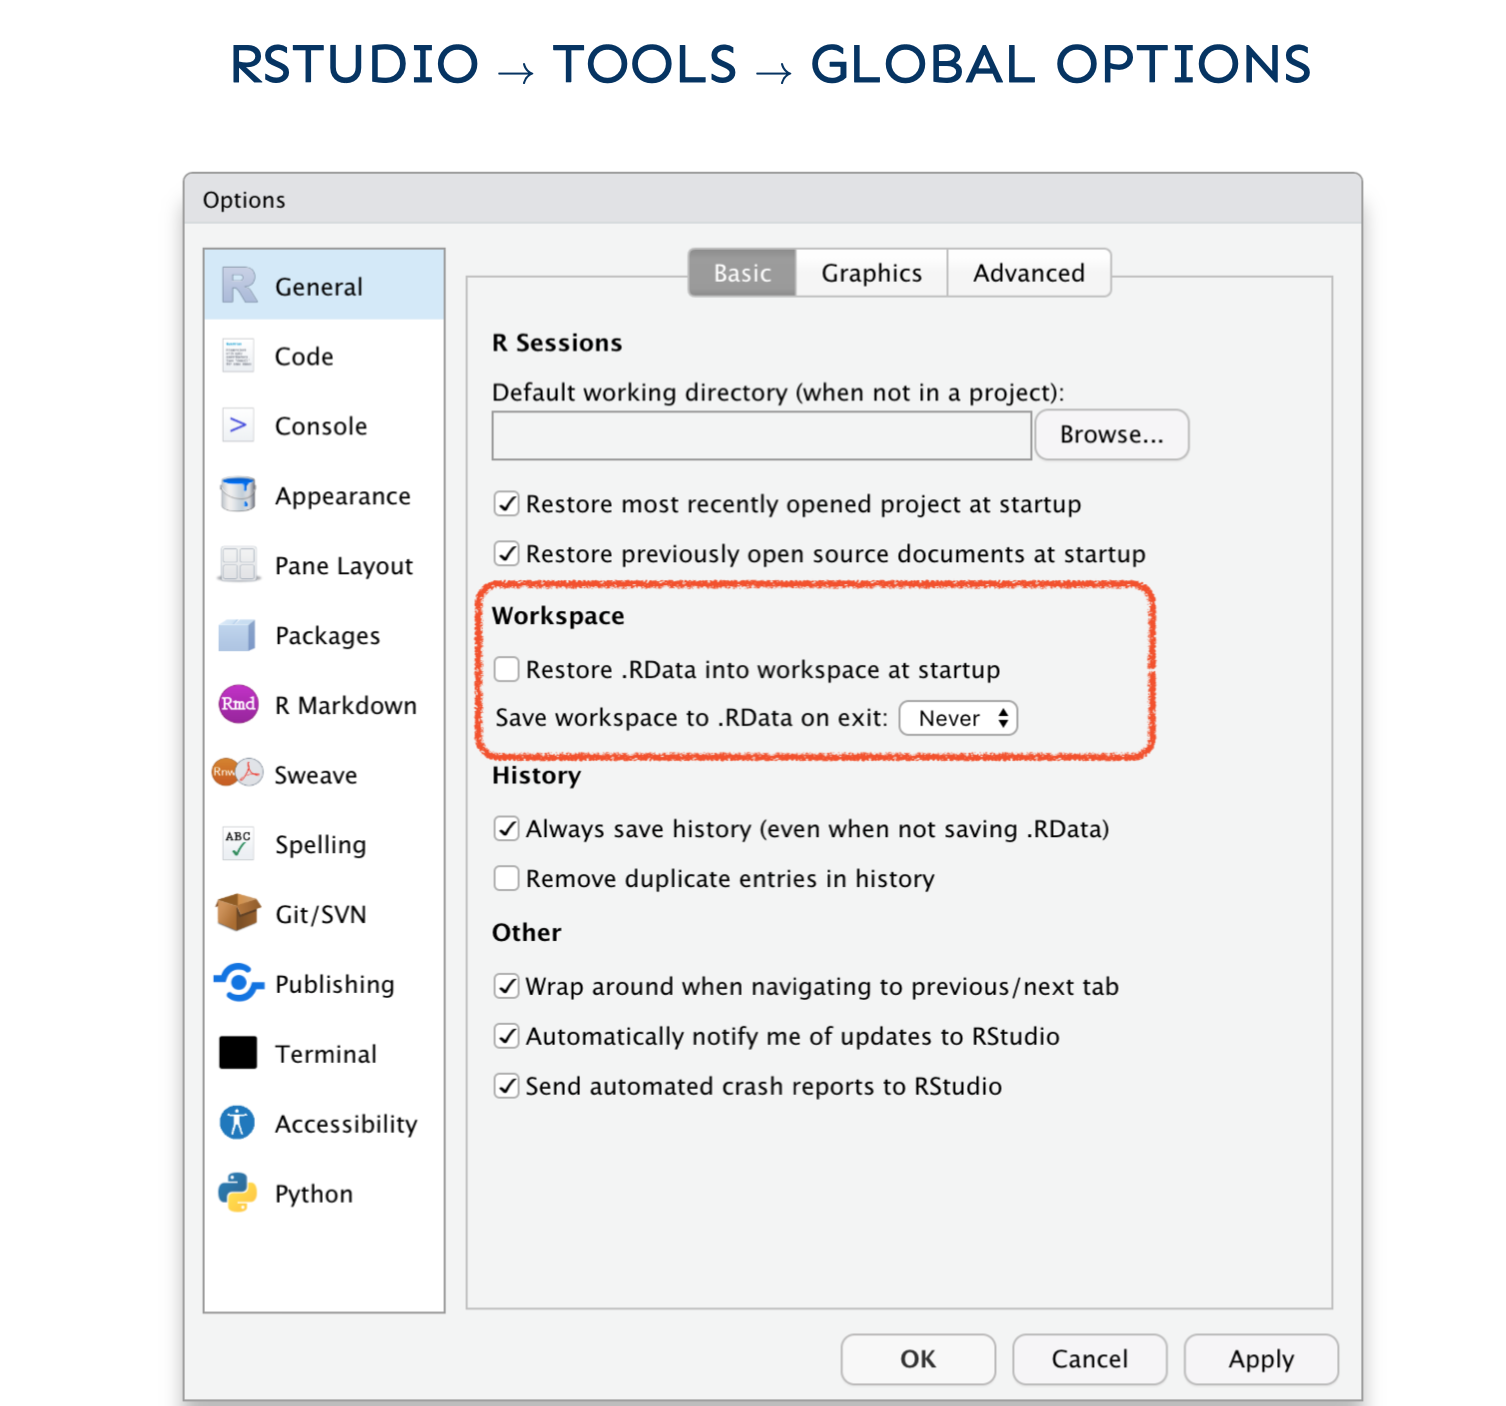 RSTUDIO → TOOLS → GLOBAL OPTIONS
Options
General
Code
>
Console
Appearance
Pane Layout
Packages
Rmd
R Markdown
Rnw
Sweave
ABC
Spelling
Git/SVN
Publishing
Terminal
Accessibility
Python
Basic
Graphics
Advanced
R Sessions
Default working directory (when not in a project):
Browse...
Restore most recently opened project at startup
Restore previously open source documents at startup
Workspace
Restore .RData into workspace at startup
Save workspace to .RData on exit: Never
History
Always save history (even when not saving .RData)
Remove duplicate entries in history
Other
Wrap around when navigating to previous/next tab
Automatically notify me of updates to RStudio
Send automated crash reports to RStudio
OK
Cancel
Apply